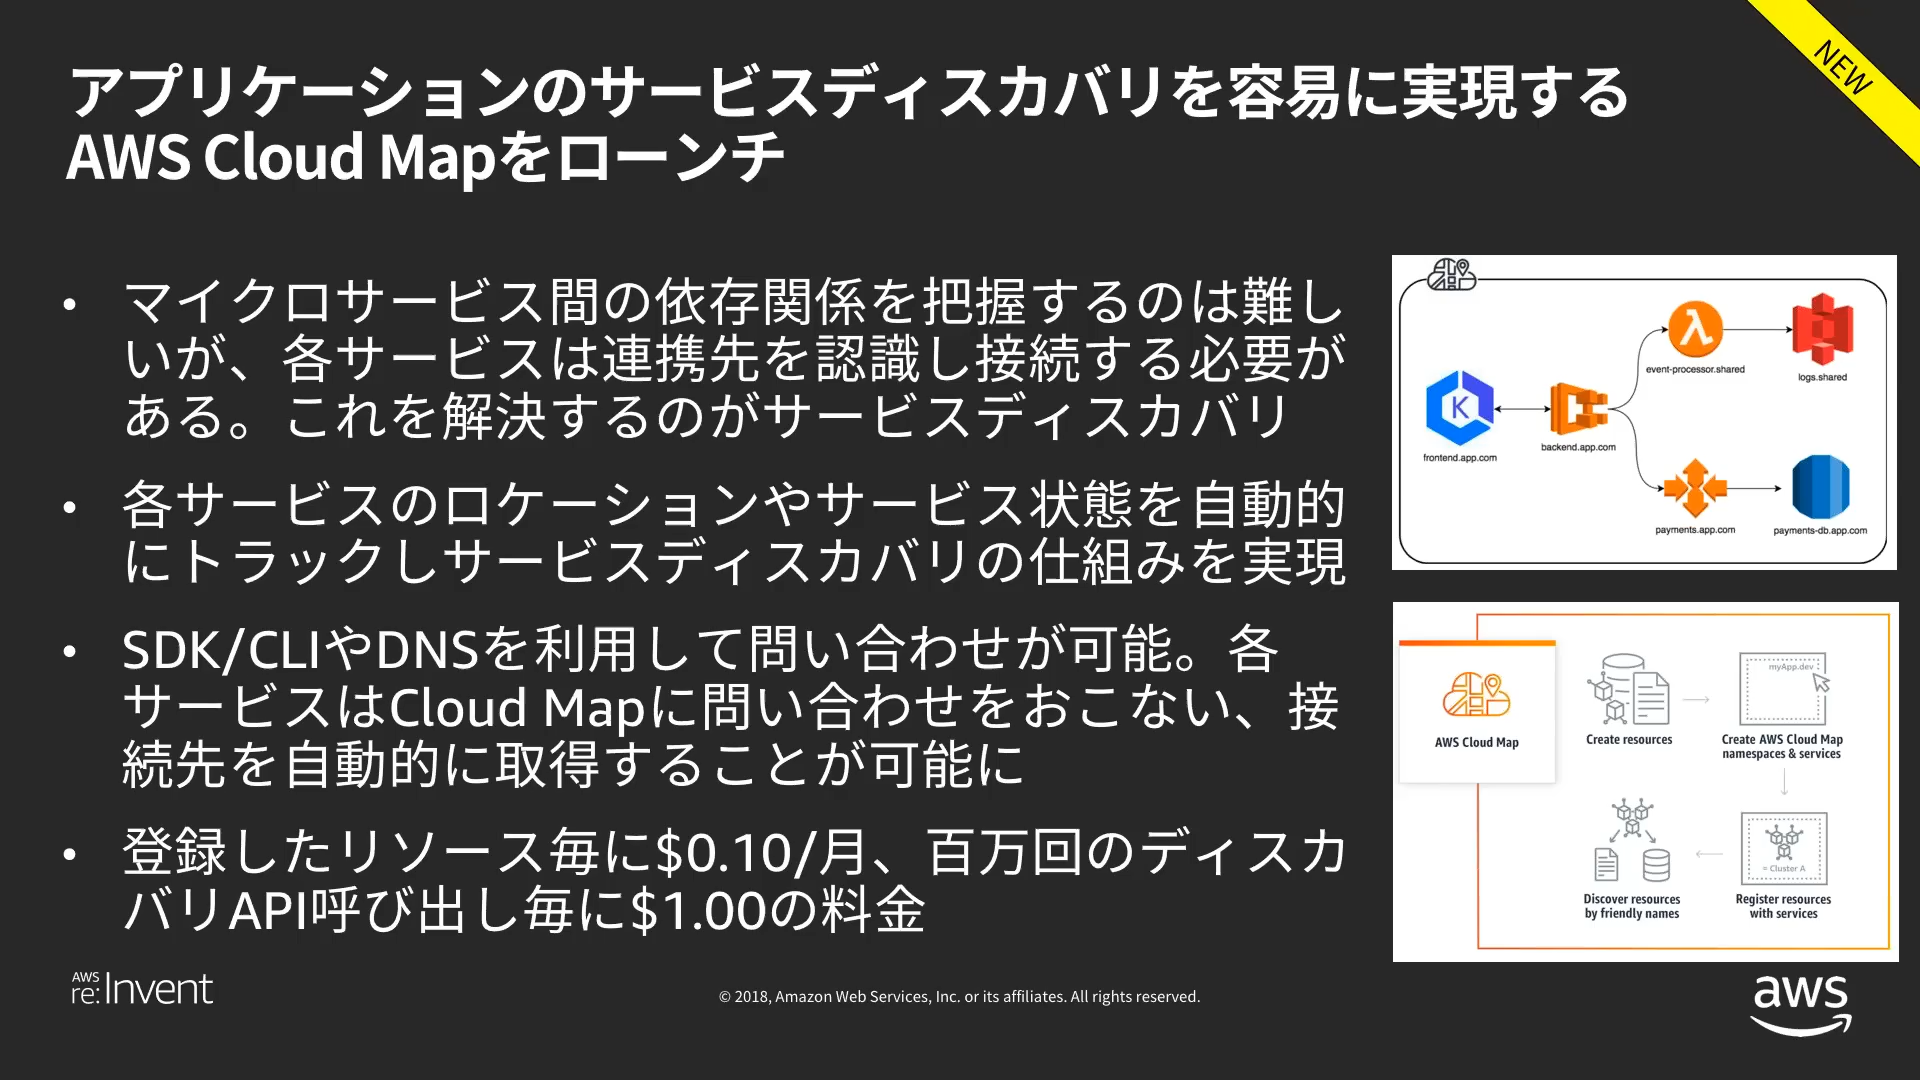 アプリケーションのサービスディスカバリを容易に実現する
AWS Cloud Mapをローンチ
NEW
• マイクロサービス間の依存関係を把握するのは難し
いが、各サービスは連携先を認識し接続する必要が
ある。これを解決するのがサービスディスカバリ
• 各サービスのロケーションやサービス状態を自動的
にトラックしサービスディスカバリの仕組みを実現
• SDK/CLIやDNSを利用して問い合わせが可能。各
サービスはCloud Mapに問い合わせをおこない、接
続先を自動的に取得することが可能に
• 登録したリソース毎に$0.10/月、百万回のディスカ
バリAPI呼び出し毎に$1.00の料金
event-processor.shared
logs.shared
K
frontend.app.com
backend.app.com
payments.app.com
payments-db.app.com
AWS Cloud Map
Create resources
myApp.dev
Create AWS Cloud Map
namespaces & services
Discover resources
by friendly names
= Cluster A
Register resources
with services
AWS
re:Invent
© 2018, Amazon Web Services, Inc. or its affiliates. All rights reserved.
aws